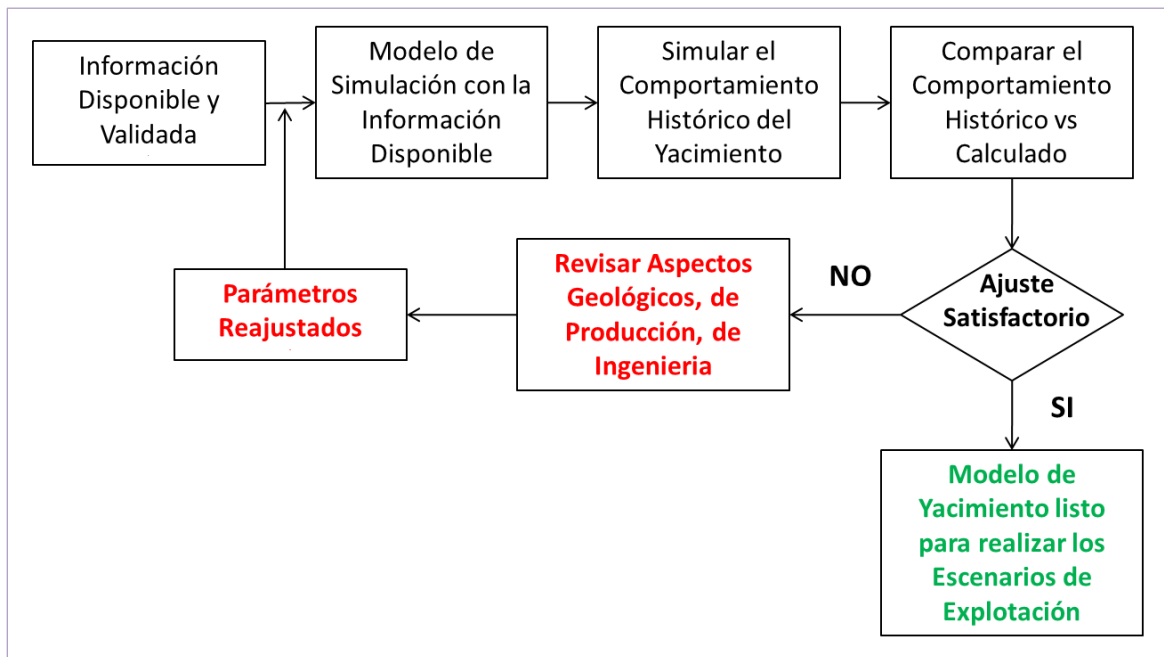 Información
Disponible y
Validada
Modelo de
Simulación con la
Información
Disponible
Simular el
Comportamiento
Histórico del
Yacimiento
Comparar el
Comportamiento
Histórico vs
Calculado
Ajuste
Satisfactorio
NO
Revisar Aspectos
Geológicos, de
Producción, de
Ingenieria
Parámetros
Reajustados
SI
Modelo de
Yacimiento listo
para realizar los
Escenarios de
Explotación